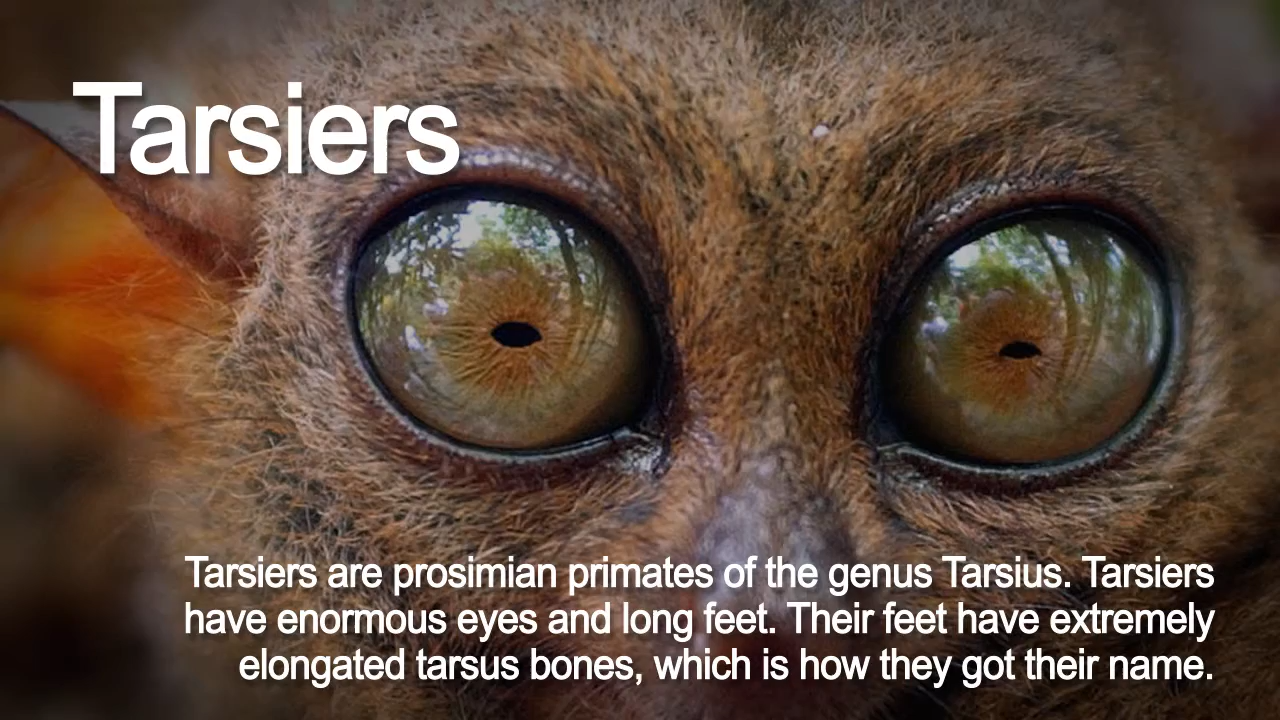 Tarsiers
Tarsiers are prosimian primates of the genus Tarsius. Tarsiers
have enormous eyes and long feet. Their feet have extremely
elongated tarsus bones, which is how they got their name.